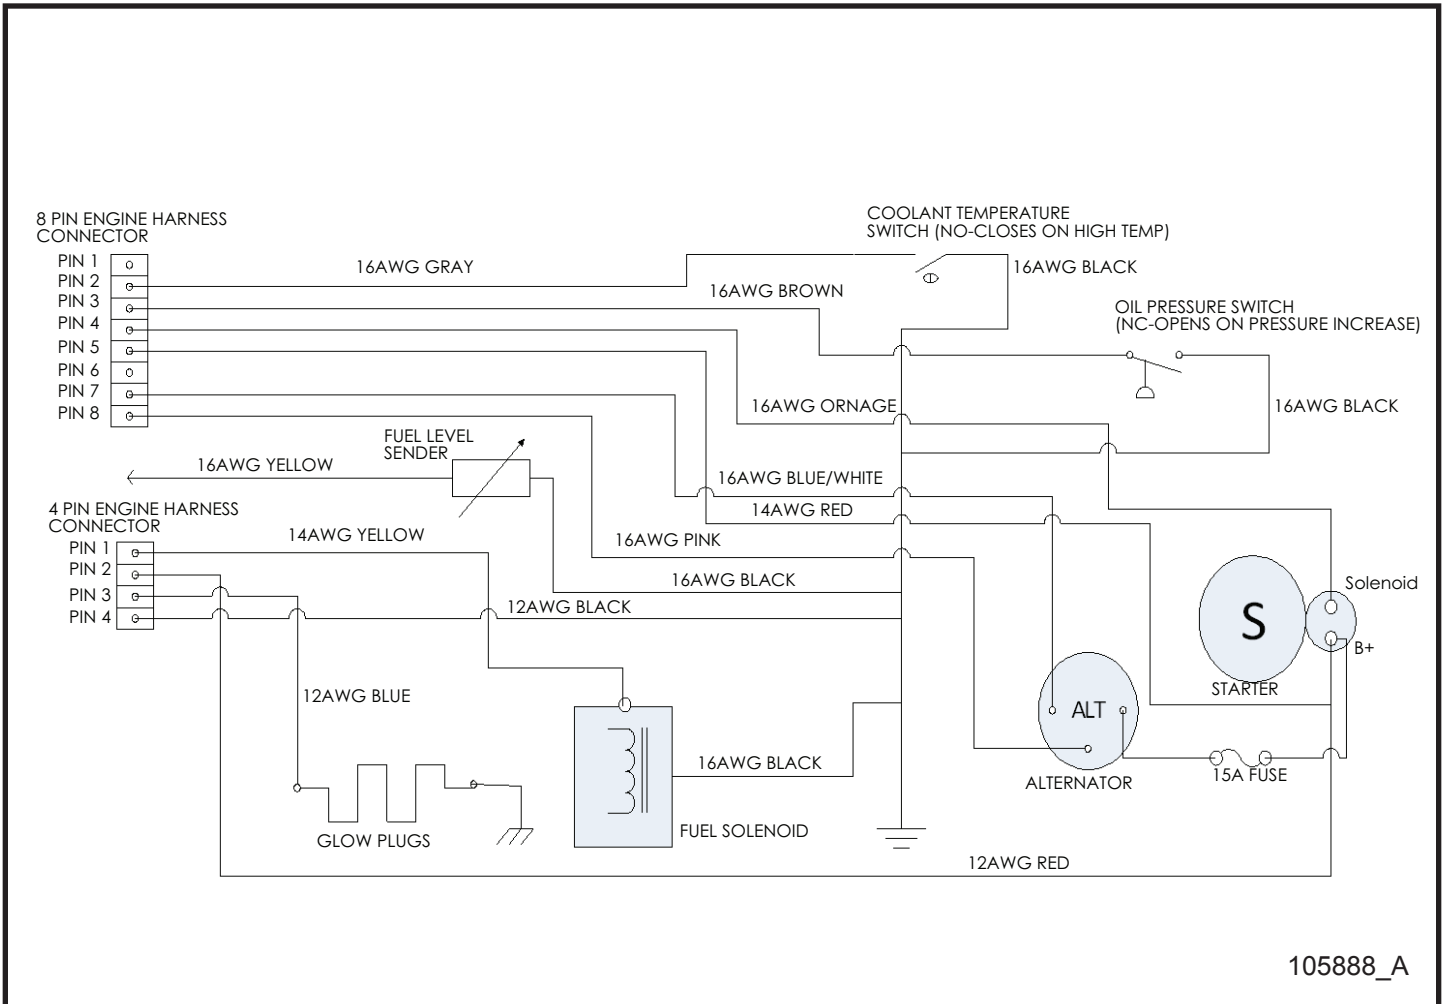 8 PIN ENGINE HARNESS
CONNECTOR
PIN 1
PIN 2
PIN 3
PIN 4
PIN 5
PIN 6
PIN 7
PIN 8
16AWG GRAY
16AWG BROWN
COOLANT TEMPERATURE
SWITCH (NO-CLOSES ON HIGH TEMP)
16AWG BLACK
OIL PRESSURE SWITCH
(NC-OPENS ON PRESSURE INCREASE)
16AWG ORNAGE
16AWG BLACK
FUEL LEVEL
SENDER
16AWG YELLOW
16AWG BLUE/WHITE
14AWG RED
4 PIN ENGINE HARNESS
CONNECTOR
PIN 1
PIN 2
PIN 3
PIN 4
14AWG YELLOW
16AWG PINK
16AWG BLACK
12AWG BLACK
Solenoid
S
B+
STARTER
12AWG BLUE
ALT
16AWG BLACK
15A FUSE
ALTERNATOR
GLOW PLUGS
FUEL SOLENOID
12AWG RED
105888_A